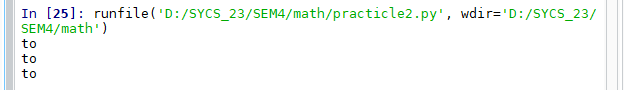 In [25]: runfile('D:/SYCS_23/SEM4/math/practicle2.py', wdir='D:/SYCS_23/
SEM4/math')
to
to
to